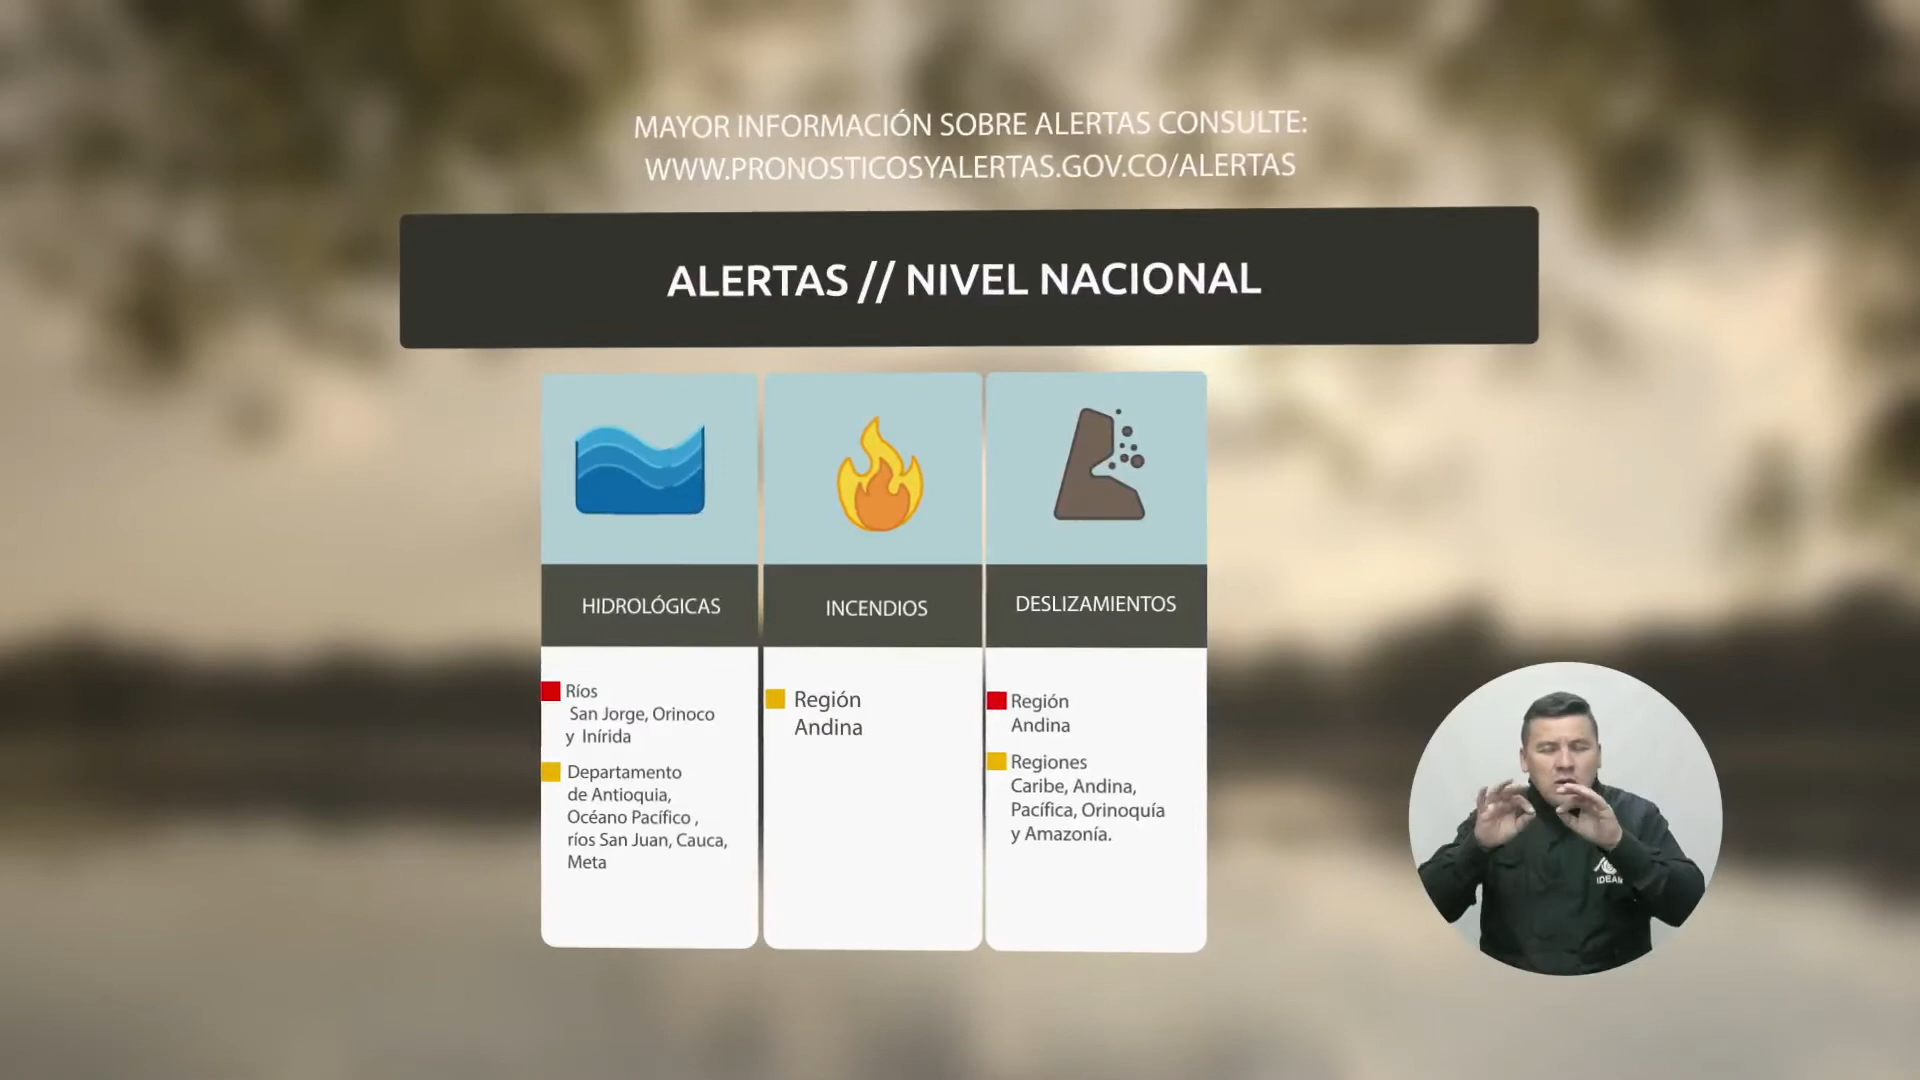 MAYOR INFORMACIÓN SOBRE ALERTAS CONSULTE:
WWW.PRONOSTICOSYALERTAS.GOV.CO/ALERTAS
ALERTAS // NIVEL NACIONAL
HIDROLÓGICAS
Ríos
San Jorge, Orinoco
y Inírida
Departamento
de Antioquia,
Océano Pacífico ,
ríos San Juan, Cauca,
Meta
INCENDIOS
Región
Andina
DESLIZAMIENTOS
Región
Andina
Regiones
Caribe, Andina,
Pacífica, Orinoquía
y Amazonía.
IDEAM